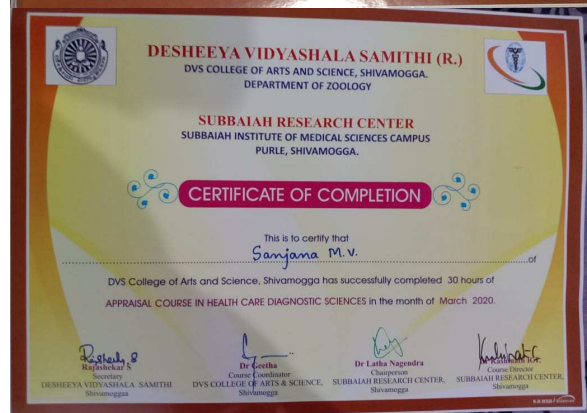 DESHEEYA VIDYASHALA SAMITHI (R.)
DVS COLLEGE OF ARTS AND SCIENCE, SHIVAMOGGA.
DEPARTMENT OF ZOOLOGY
SUBBAIAH RESEARCH CENTER
SUBBAIAH INSTITUTE OF MEDICAL SCIENCES CAMPUS
PURLE, SHIVAMOGGA.
CERTIFICATE OF COMPLETION
This is to certify that
Sanjana M.V.
of
DVS College of Arts and Science, Shivamogga has successfully completed 30 hours of
APPRAISAL COURSE IN HEALTH CARE DIAGNOSTIC SCIENCES in the month of March 2020.
Rajashekar S
Secretary
DESHEEYA VIDYASHALA SAMITHI
Shivamoggaa
Dr Geetha
Course Coordinator
DVS COLLEGE OF ARTS & SCIENCE,
Shivamogga
Dr Latha Nagendra
Chairperson
SUBBAIAH RESEARCH CENTER,
Shivamogga
Course Director
SUBBAIAH RESEARCH CENTER,
Shivamogga